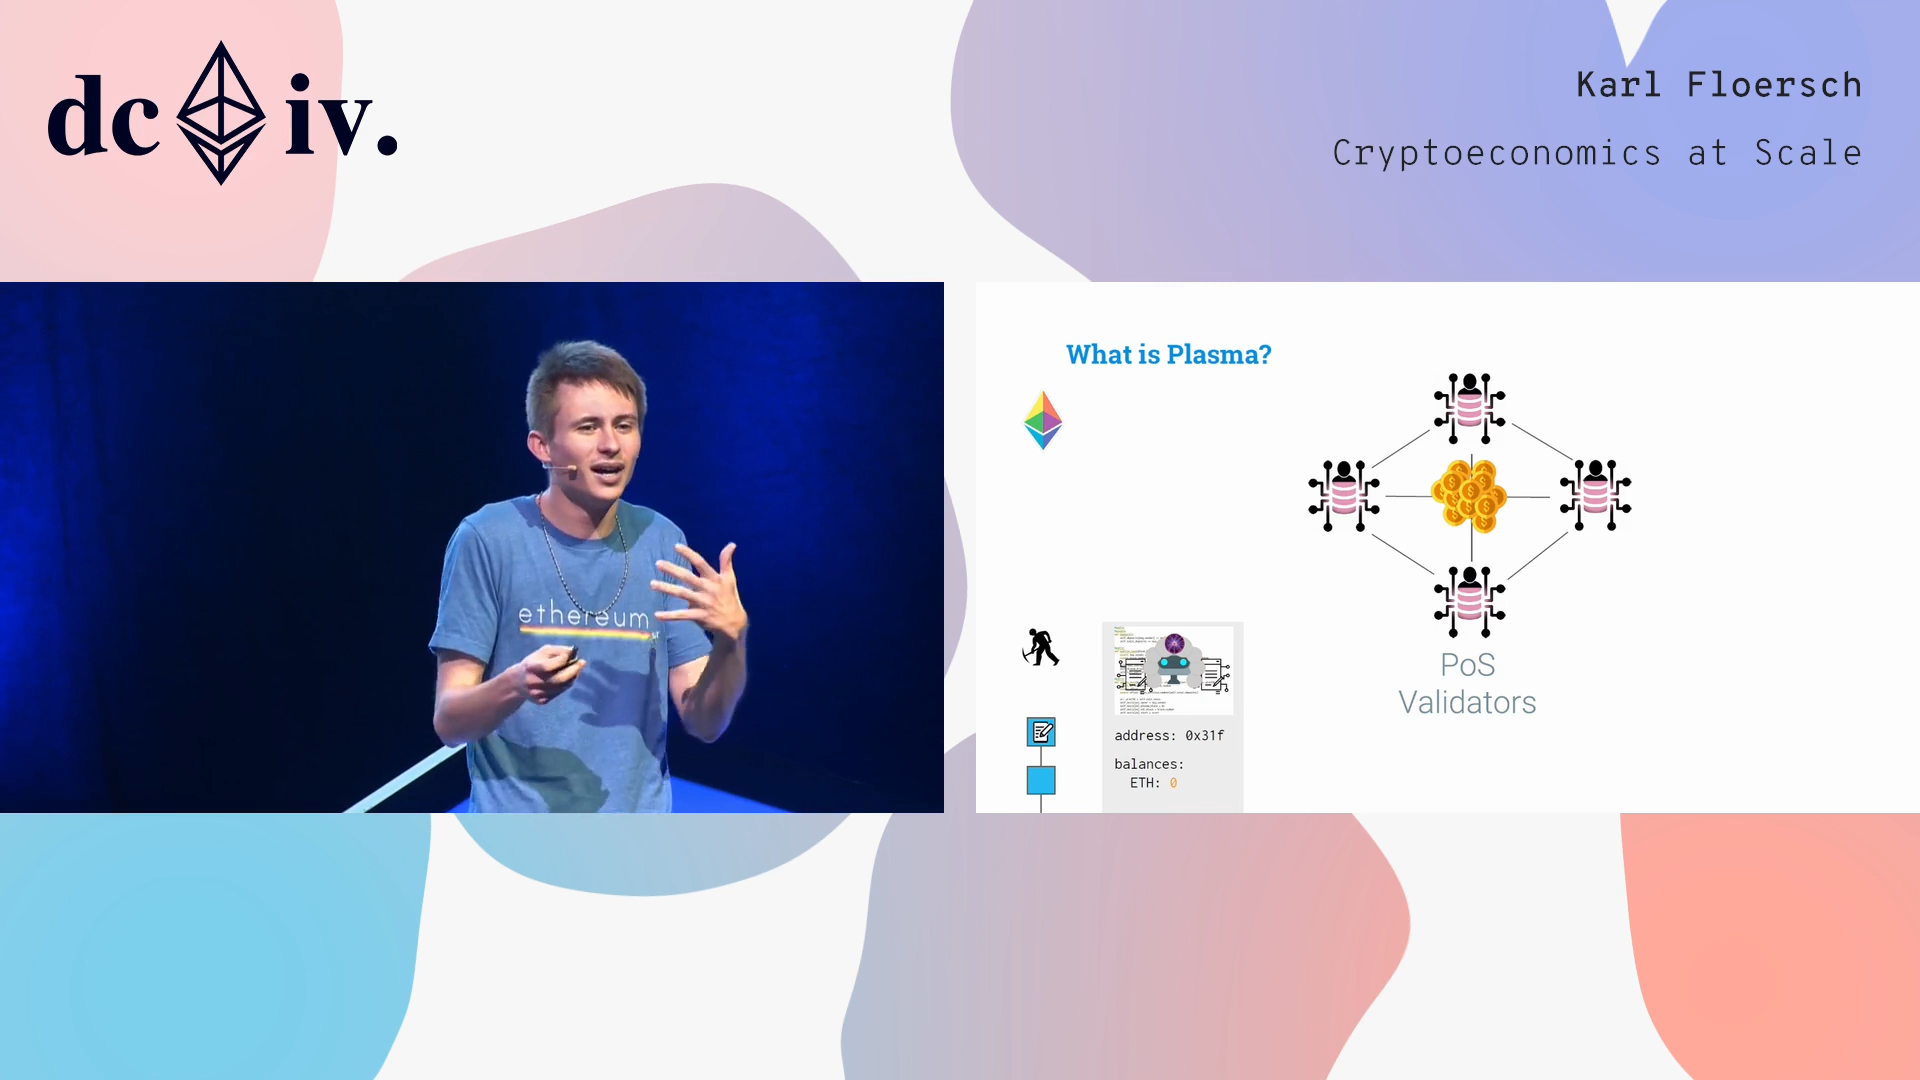 dc iv.
Karl Floersch
Cryptoeconomics at Scale
ethereum
What is Plasma?
PoS
Validators
address: 0x31f
balances:
ETH: 0